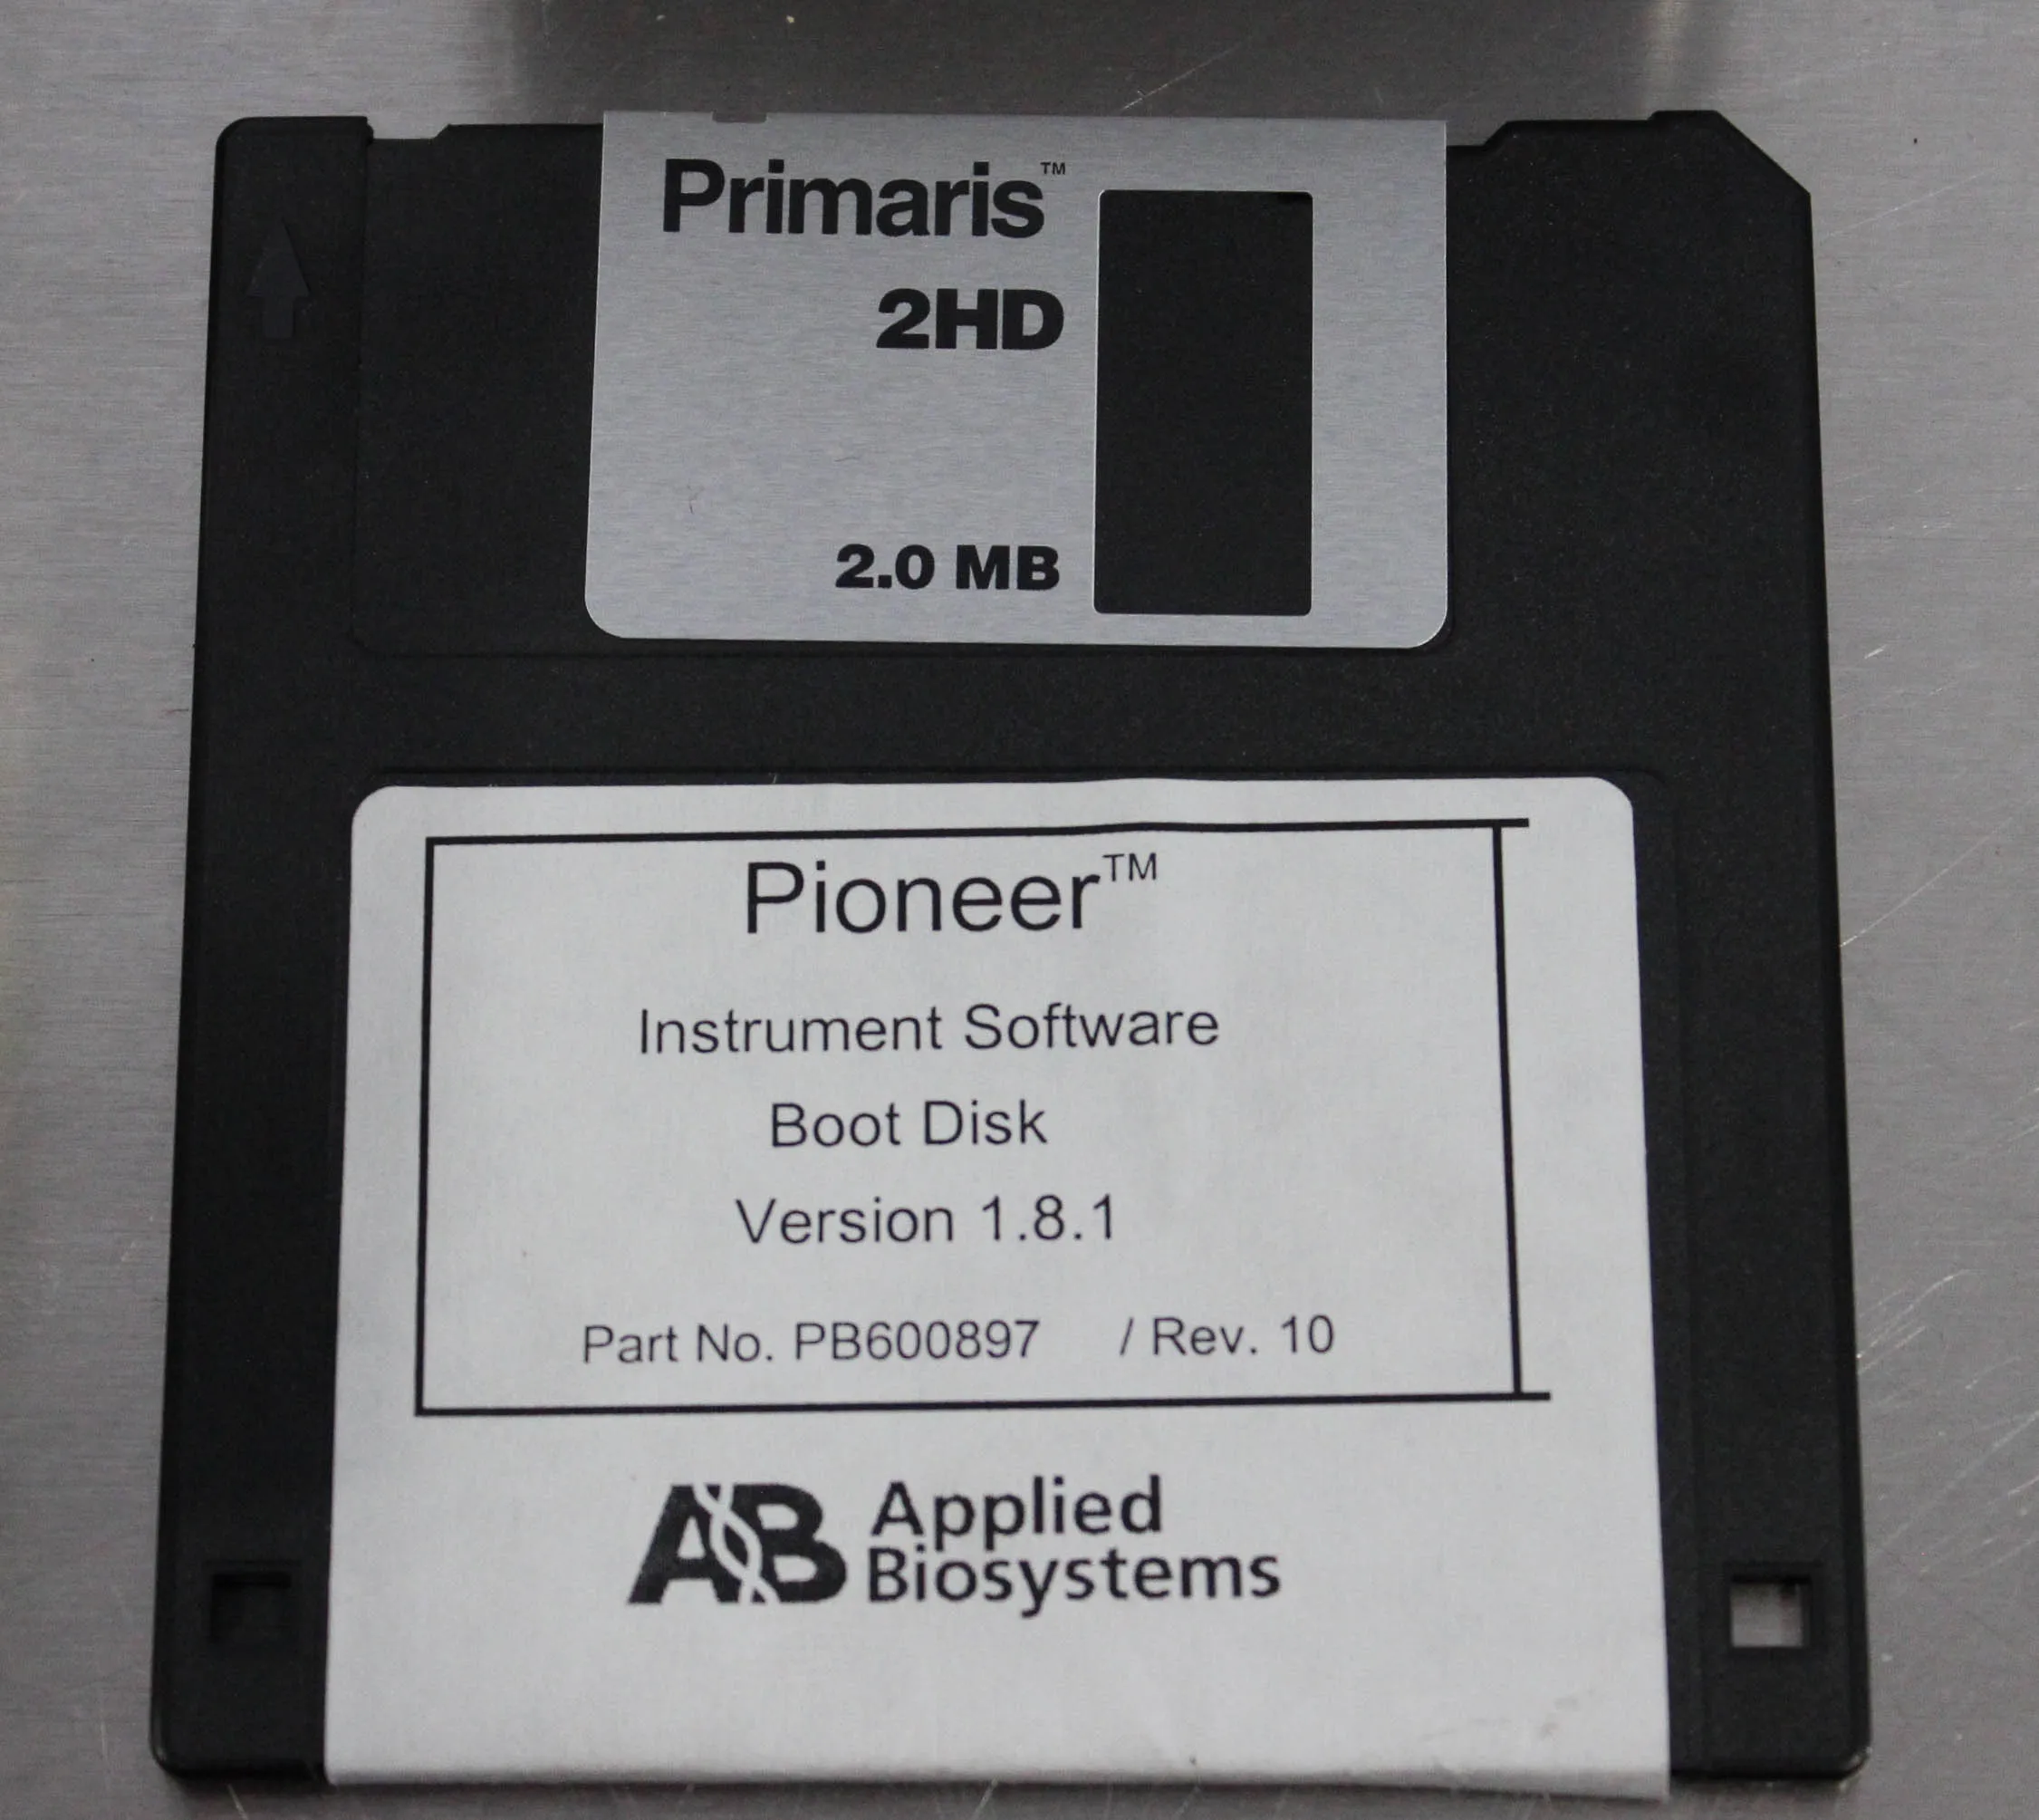 Primaris™
2HD
2.0 MB
Pioneer™
Instrument Software
Boot Disk
Version 1.8.1
Part No. PB600897 / Rev. 10
AB Applied
Biosystems